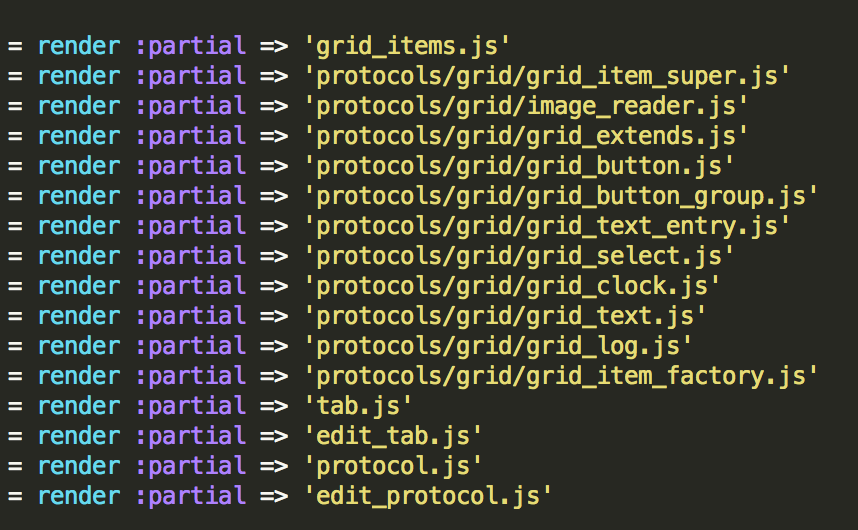 = render :partial => 'grid_items.js'
= render :partial => 'protocols/grid/grid_item_super.js'
= render :partial => 'protocols/grid/image_reader.js'
= render :partial => 'protocols/grid/grid_extends.js'
= render :partial => 'protocols/grid/grid_button.js'
= render :partial => 'protocols/grid/grid_button_group.js'
= render :partial => 'protocols/grid/grid_text_entry.js'
= render :partial => 'protocols/grid/grid_select.js'
= render :partial => 'protocols/grid/grid_clock.js'
= render :partial => 'protocols/grid/grid_text.js'
= render :partial => 'protocols/grid/grid_log.js'
= render :partial => 'protocols/grid/grid_item_factory.js'
= render :partial => 'tab.js'
= render :partial => 'edit_tab.js'
= render :partial => 'protocol.js'
= render :partial => 'edit_protocol.js'